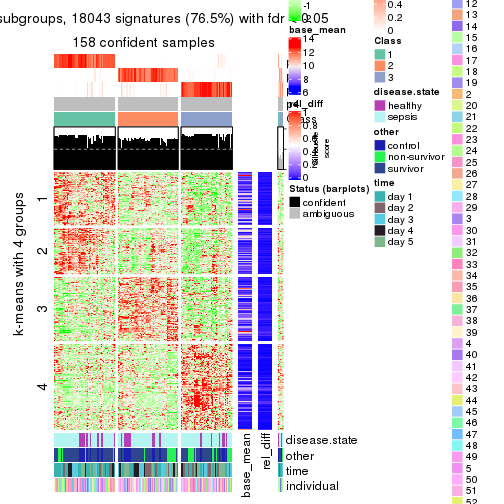 subgroups, 18043 signatures (76.5%) with fdr < 0.05
158 confident samples
k-means with 4 groups
1
2
3
4
base_mean
rel_diff
disease.state
other
time
individual
-1
base_mean
14
12
10
8
6
1
0.8
0.6
0.4
0.2
0
score
Status (barplots)
confident
ambiguous
0.4
0.2
0
Class
1
2
3
disease.state
healthy
sepsis
other
control
non-survivor
survivor
time
day 1
day 2
day 3
day 4
day 5
12
13
14
15
16
17
18
19
2
20
21
22
23
24
25
26
27
28
29
3
30
31
32
33
34
35
36
37
38
39
4
40
41
42
43
44
45
46
47
48
49
5
50
51
52